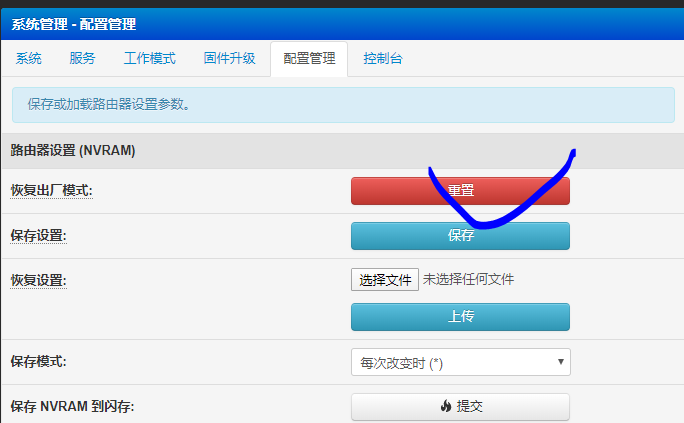 系统管理 - 配置管理
系统 服务 工作模式 固件升级 配置管理 控制台
保存或加载路由器设置参数。
路由器设置 (NVRAM)
恢复出厂模式: 重置
保存设置: 保存
恢复设置: 选择文件 未选择任何文件
上传
保存模式: 每次改变时 (*)
保存 NVRAM 到闪存: 提交